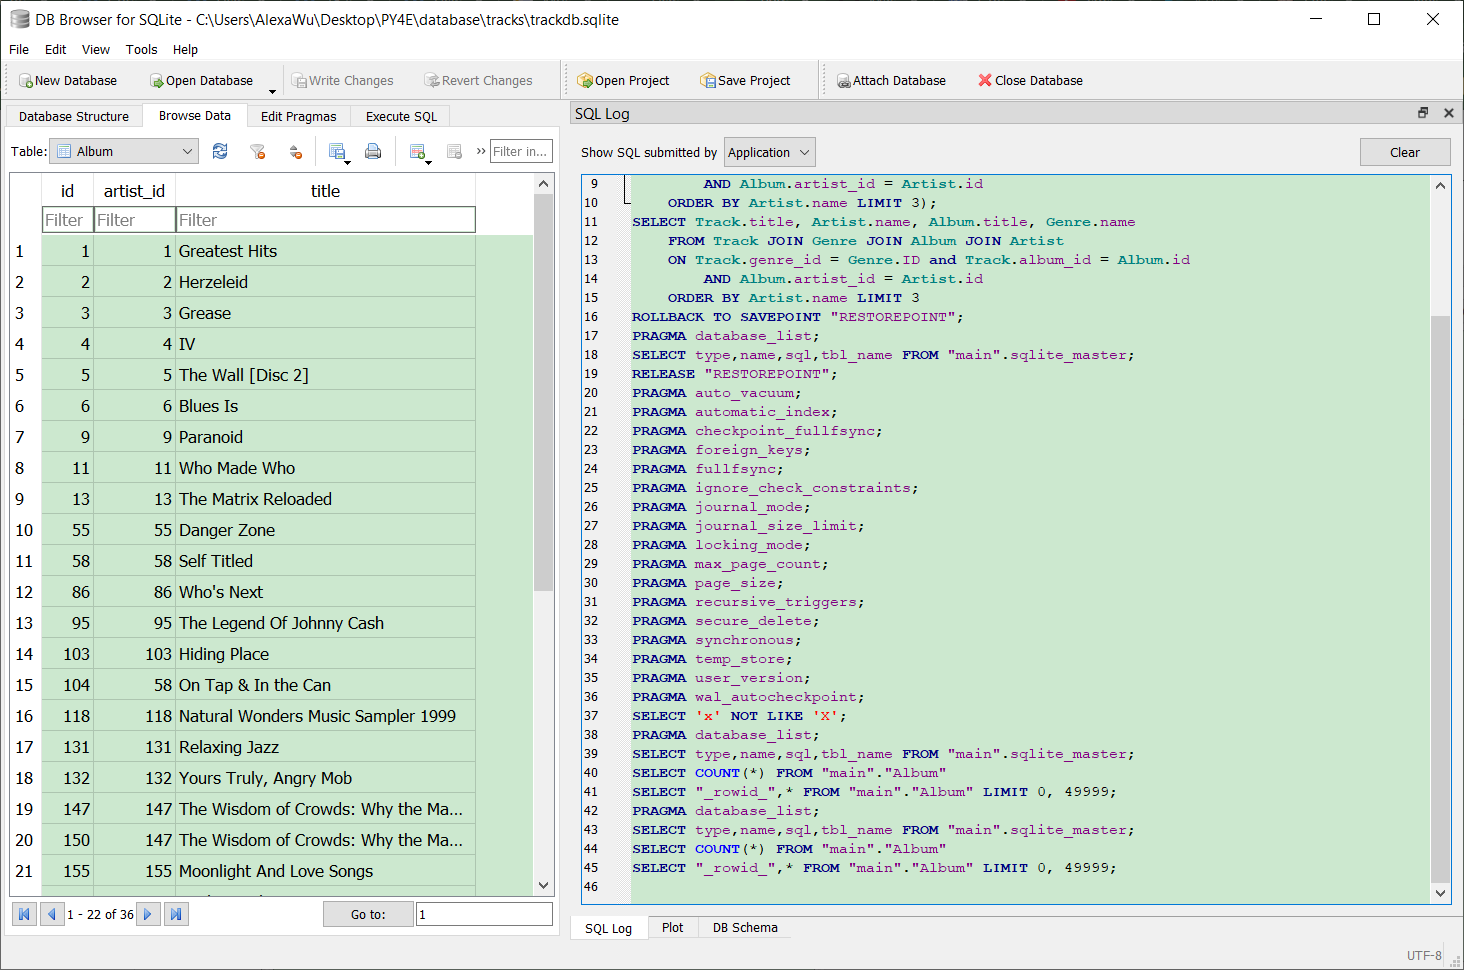 DB Browser for SQLite - C:\Users\AlexaWu\Desktop\PY4E\database\tracks\trackdb.sqlite
File Edit View Tools Help
New Database Open Database Write Changes Revert Changes Open Project Save Project Attach Database Close Database
Database Structure Browse Data Edit Pragmas Execute SQL
Table: Album Filter in...
id artist_id title
Filter Filter Filter
1 1 1 Greatest Hits
2 2 2 Herzeleid
3 3 3 Grease
4 4 4 IV
5 5 5 The Wall [Disc 2]
6 6 6 Blues Is
7 9 9 Paranoid
8 11 11 Who Made Who
9 13 13 The Matrix Reloaded
10 55 55 Danger Zone
11 58 58 Self Titled
12 86 86 Who's Next
13 95 95 The Legend Of Johnny Cash
14 103 103 Hiding Place
15 104 58 On Tap & In the Can
16 118 118 Natural Wonders Music Sampler 1999
17 131 131 Relaxing Jazz
18 132 132 Yours Truly, Angry Mob
19 147 147 The Wisdom of Crowds: Why the Ma...
20 150 147 The Wisdom of Crowds: Why the Ma...
21 155 155 Moonlight And Love Songs
1 - 22 of 36 Go to: 1
SQL Log
Show SQL submitted by Application Clear
9 AND Album.artist_id = Artist.id
10 ORDER BY Artist.name LIMIT 3);
11 SELECT Track.title, Artist.name, Album.title, Genre.name
12 FROM Track JOIN Genre JOIN Album JOIN Artist
13 ON Track.genre_id = Genre.ID and Track.album_id = Album.id
14 AND Album.artist_id = Artist.id
15 ORDER BY Artist.name LIMIT 3
16 ROLLBACK TO SAVEPOINT "RESTOREPOINT";
17 PRAGMA database_list;
18 SELECT type,name,sql,tbl_name FROM "main".sqlite_master;
19 RELEASE "RESTOREPOINT";
20 PRAGMA auto_vacuum;
21 PRAGMA automatic_index;
22 PRAGMA checkpoint_fullfsync;
23 PRAGMA foreign_keys;
24 PRAGMA fullfsync;
25 PRAGMA ignore_check_constraints;
26 PRAGMA journal_mode;
27 PRAGMA journal_size_limit;
28 PRAGMA locking_mode;
29 PRAGMA max_page_count;
30 PRAGMA page_size;
31 PRAGMA recursive_triggers;
32 PRAGMA secure_delete;
33 PRAGMA synchronous;
34 PRAGMA temp_store;
35 PRAGMA user_version;
36 PRAGMA wal_autocheckpoint;
37 SELECT 'x' NOT LIKE 'X';
38 PRAGMA database_list;
39 SELECT type,name,sql,tbl_name FROM "main".sqlite_master;
40 SELECT COUNT(*) FROM "main"."Album"
41 SELECT "_rowid_",* FROM "main"."Album" LIMIT 0, 49999;
42 PRAGMA database_list;
43 SELECT type,name,sql,tbl_name FROM "main".sqlite_master;
44 SELECT COUNT(*) FROM "main"."Album"
45 SELECT "_rowid_",* FROM "main"."Album" LIMIT 0, 49999;
46
SQL Log Plot DB Schema
UTF-8